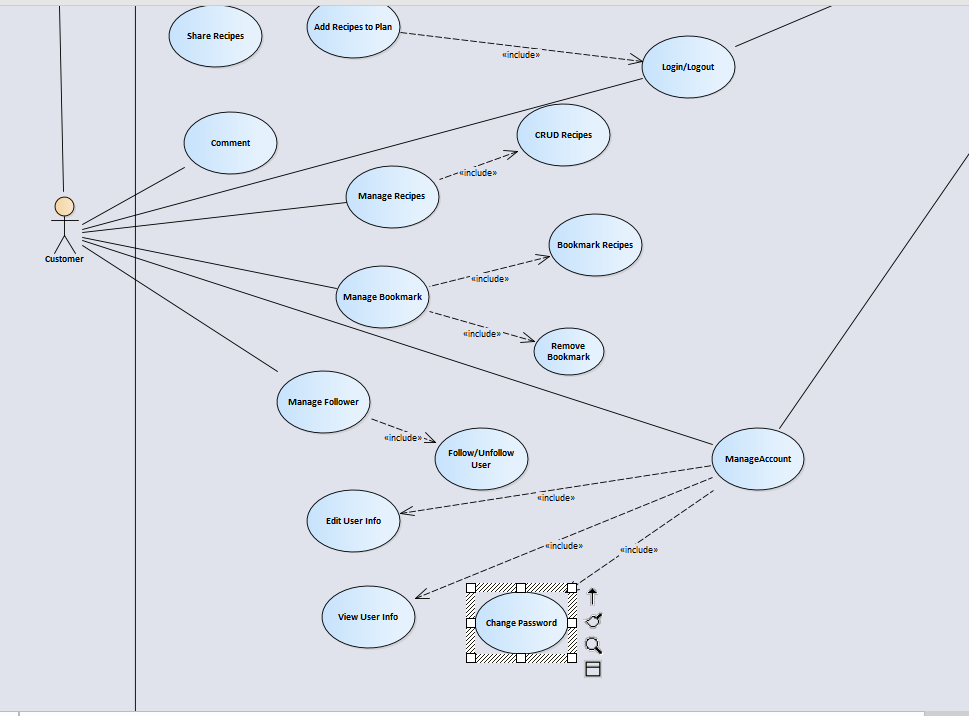 Share Recipes
Add Recipes to Plan
«include»
Login/Logout
CRUD Recipes
Comment
«include»
Manage Recipes
Customer
Bookmark Recipes
«include»
Manage Bookmark
«include»
Remove
Bookmark
Manage Follower
«include»
Follow/Unfollow
User
ManageAccount
«include»
Edit User Info
«include»
«include»
View User Info
Change Password